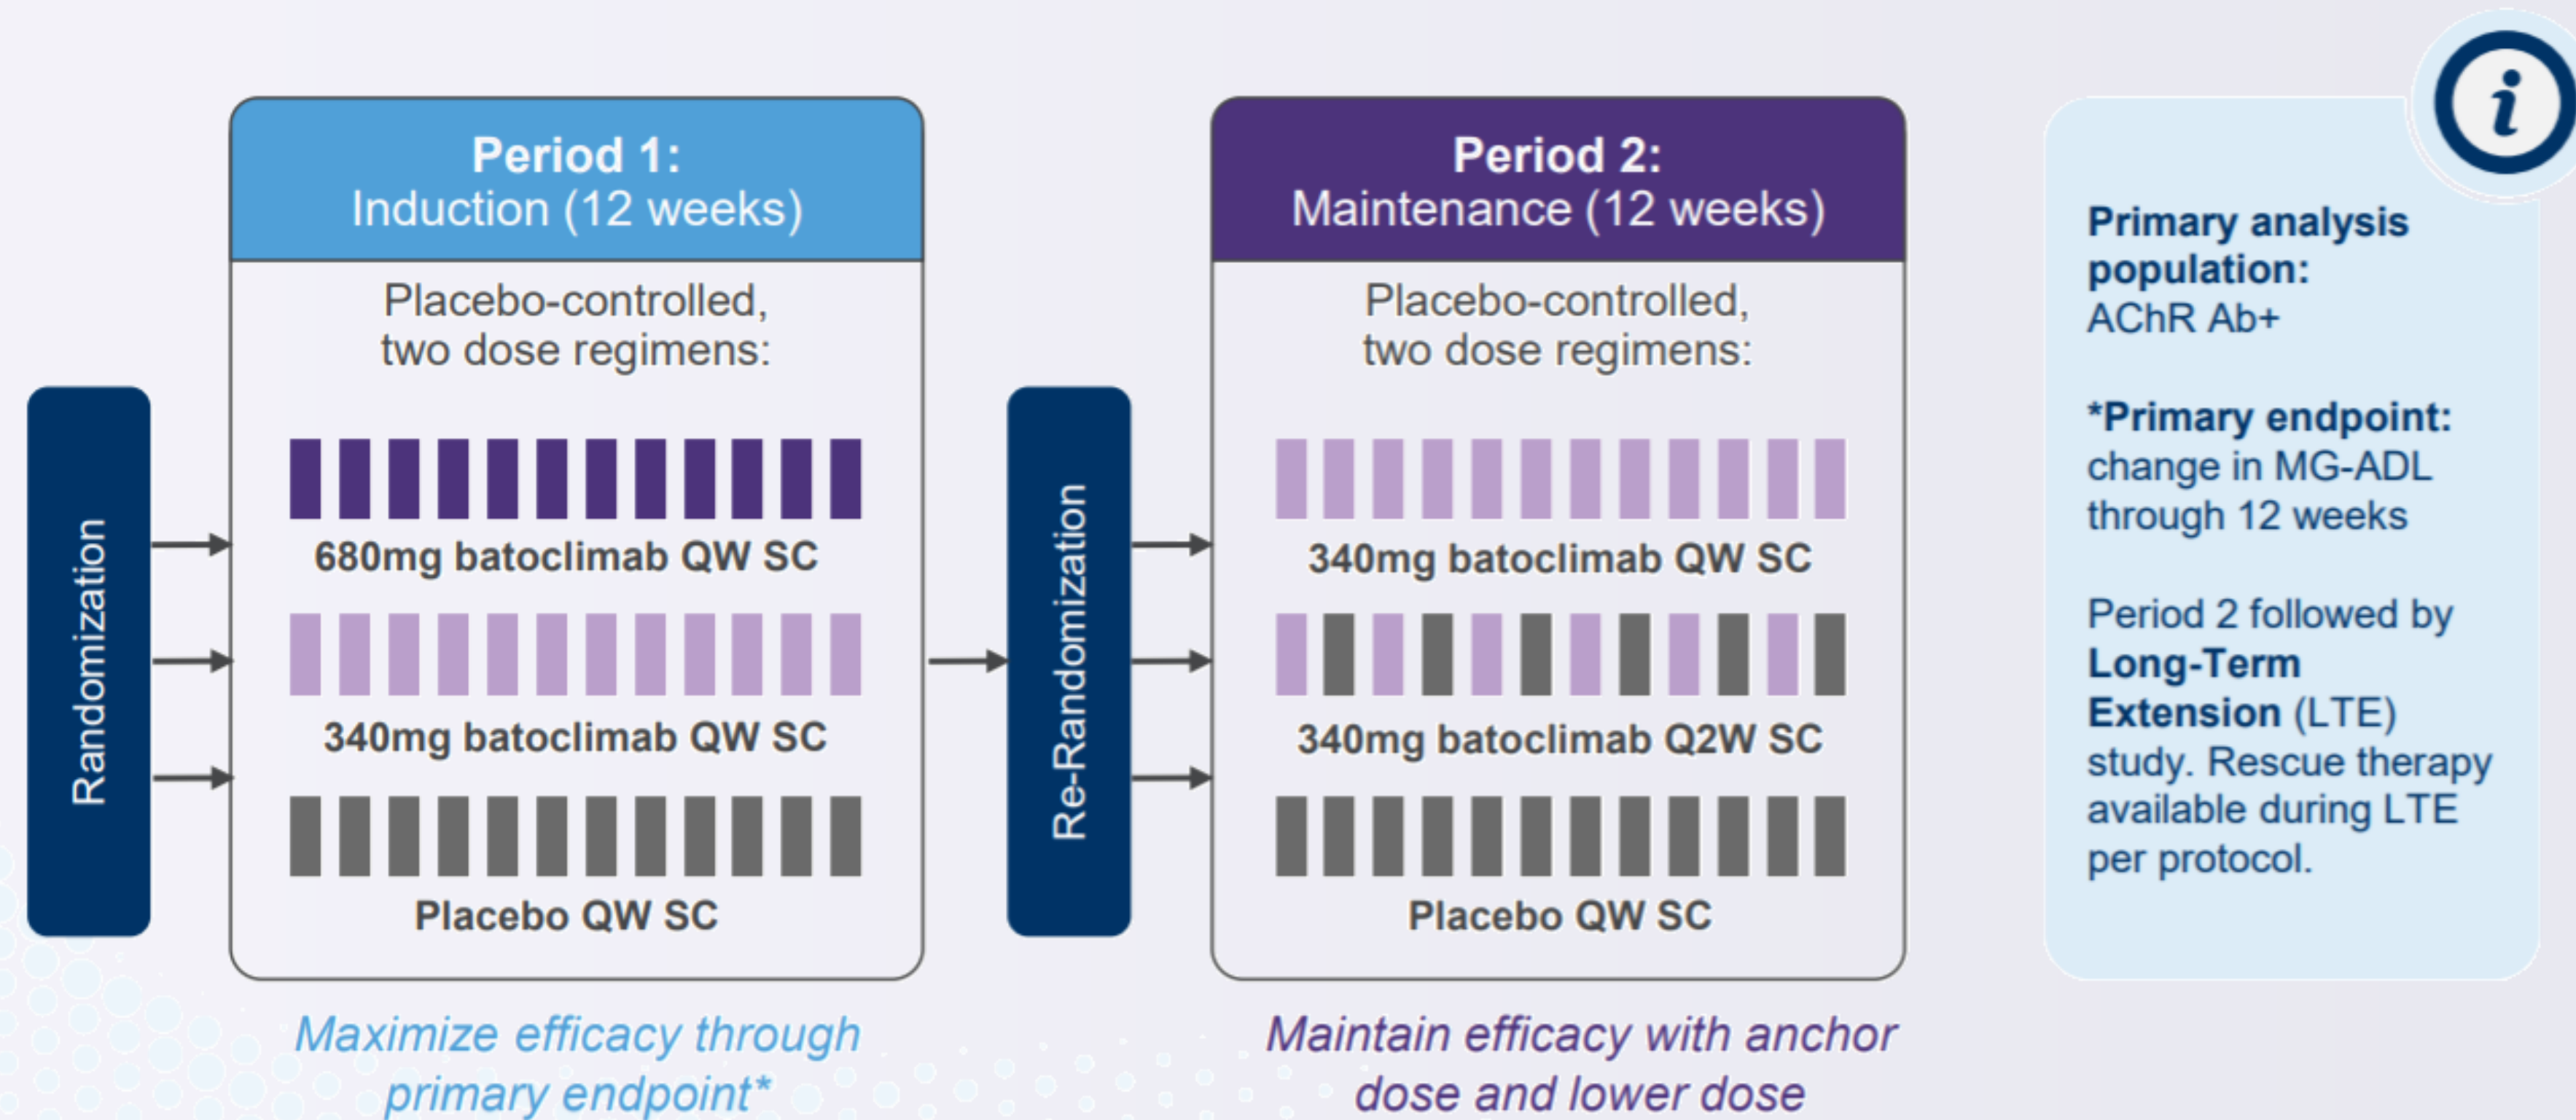 Randomization
Period 1:
Induction (12 weeks)
Placebo-controlled,
two dose regimens:
680mg batoclimab QW SC
340mg batoclimab QW SC
Placebo QW SC
Maximize efficacy through
primary endpoint*
Re-Randomization
Period 2:
Maintenance (12 weeks)
Placebo-controlled,
two dose regimens:
340mg batoclimab QW SC
340mg batoclimab Q2W SC
Placebo QW SC
Maintain efficacy with anchor
dose and lower dose
i
Primary analysis
population:
AChR Ab+
*Primary endpoint:
change in MG-ADL
through 12 weeks
Period 2 followed by
Long-Term
Extension (LTE)
study. Rescue therapy
available during LTE
per protocol.